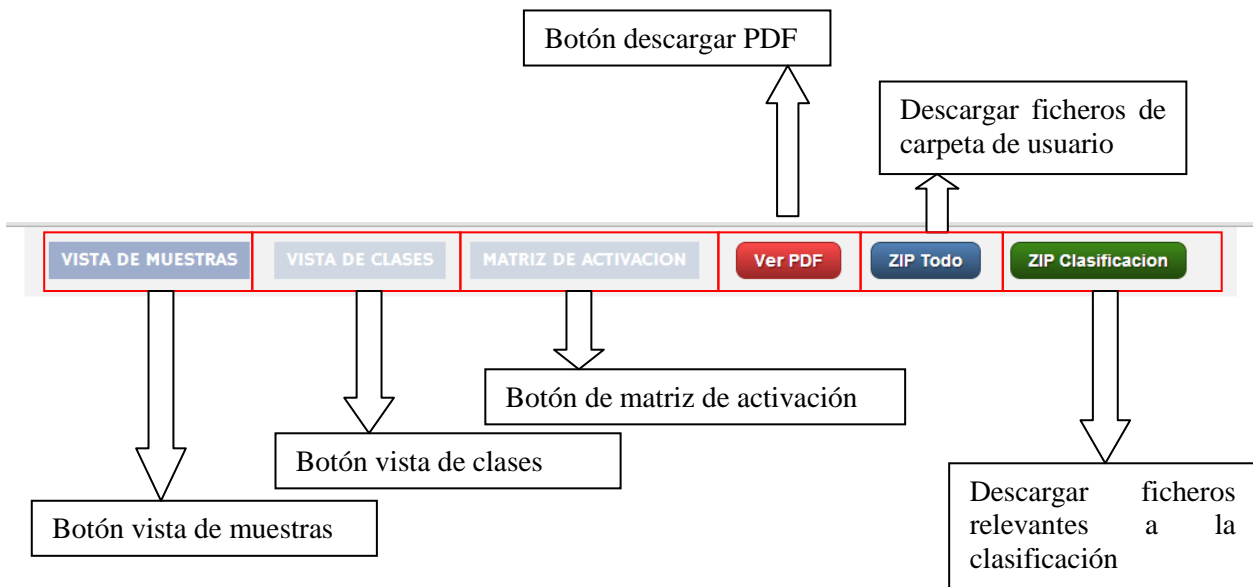 Botón descargar PDF
Descargar ficheros de
carpeta de usuario
VISTA DE MUESTRAS
VISTA DE CLASES
MATRIZ DE ACTIVACION
Ver PDF
ZIP Todo
ZIP Clasificacion
Botón de matriz de activación
Botón vista de clases
Botón vista de muestras
Descargar ficheros
relevantes a la
clasificación